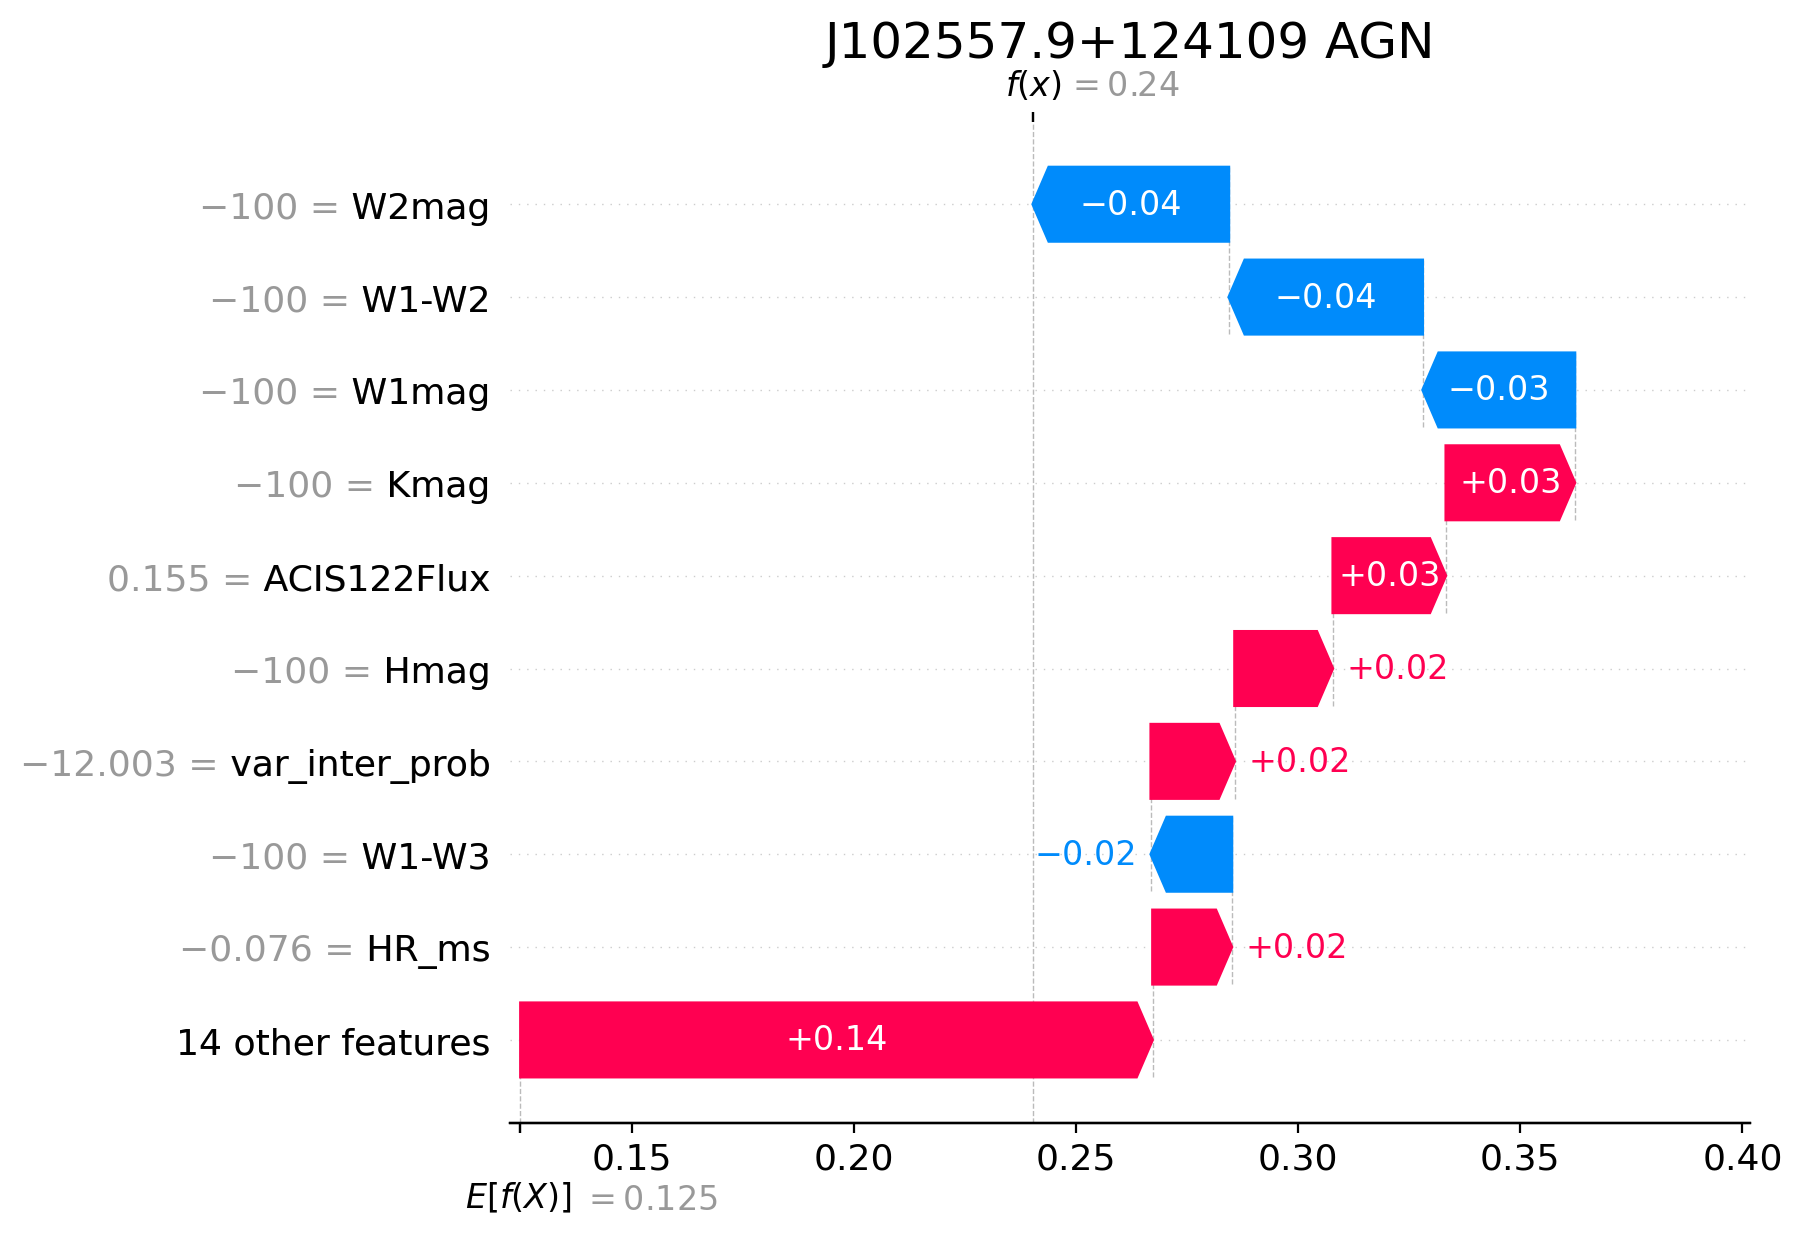 J102557.9+124109 AGN
f(x) = 0.24
−100 = W2mag −0.04
−100 = W1-W2 −0.04
−100 = W1mag −0.03
−100 = Kmag +0.03
0.155 = ACIS122Flux +0.03
−100 = Hmag +0.02
−12.003 = var_inter_prob +0.02
−100 = W1-W3 −0.02
−0.076 = HR_ms +0.02
14 other features +0.14
0.15 0.20 0.25 0.30 0.35 0.40
E[f(X)] = 0.125